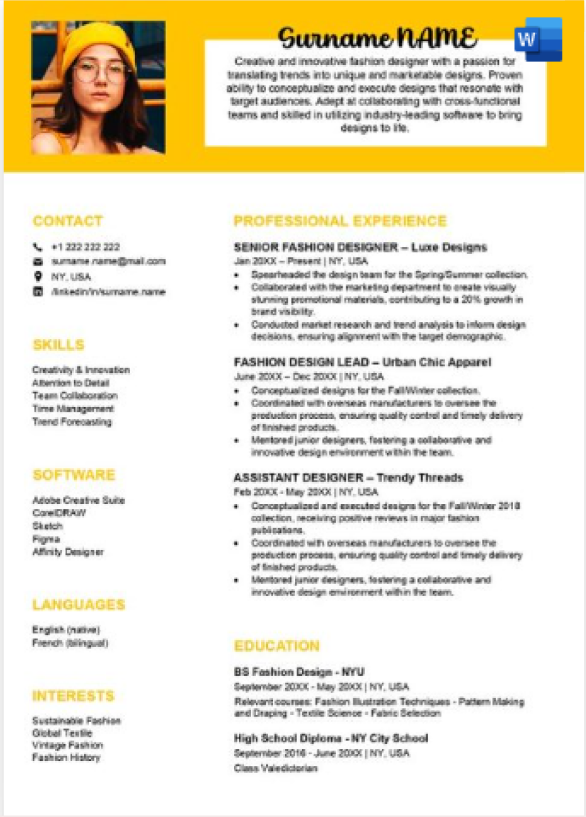 Surname NAME
W
Creative and innovative fashion designer with a passion for
translating trends into unique and marketable designs. Proven
ability to conceptualize and execute designs that resonate with
target audiences. Adept at collaborating with cross-functional
teams and skilled in utilizing industry-leading software to bring
designs to life.
CONTACT
+1 222 222 222
surname.name@mail.com
NY, USA
/linkedin/in/surname.name
SKILLS
Creativity & Innovation
Attention to Detail
Team Collaboration
Time Management
Trend Forecasting
SOFTWARE
Adobe Creative Suite
CorelDRAW
Sketch
Figma
Affinity Designer
LANGUAGES
English (native)
French (bilingual)
INTERESTS
Sustainable Fashion
Global Textile
Vintage Fashion
Fashion History
PROFESSIONAL EXPERIENCE
SENIOR FASHION DESIGNER – Luxe Designs
Jan 20XX – Present | NY, USA
• Spearheaded the design team for the Spring/Summer collection.
• Collaborated with the marketing department to create visually
stunning promotional materials, contributing to a 20% growth in
brand visibility.
• Conducted market research and trend analysis to inform design
decisions, ensuring alignment with the target demographic.
FASHION DESIGN LEAD – Urban Chic Apparel
June 20XX – Dec 20XX | NY, USA
• Conceptualized designs for the Fall/Winter collection.
• Coordinated with overseas manufacturers to oversee the
production process, ensuring quality control and timely delivery
of finished products.
• Mentored junior designers, fostering a collaborative and
innovative design environment within the team.
ASSISTANT DESIGNER – Trendy Threads
Feb 20XX - May 20XX | NY, USA
• Conceptualized and executed designs for the Fall/Winter 2018
collection, receiving positive reviews in major fashion
publications.
• Coordinated with overseas manufacturers to oversee the
production process, ensuring quality control and timely delivery
of finished products.
• Mentored junior designers, fostering a collaborative and
innovative design environment within the team.
EDUCATION
BS Fashion Design - NYU
September 20XX - May 20XX | NY, USA
Relevant courses: Fashion Illustration Techniques - Pattern Making
and Draping - Textile Science - Fabric Selection
High School Diploma - NY City School
September 2016 - June 20XX | NY, USA
Class Valedictorian